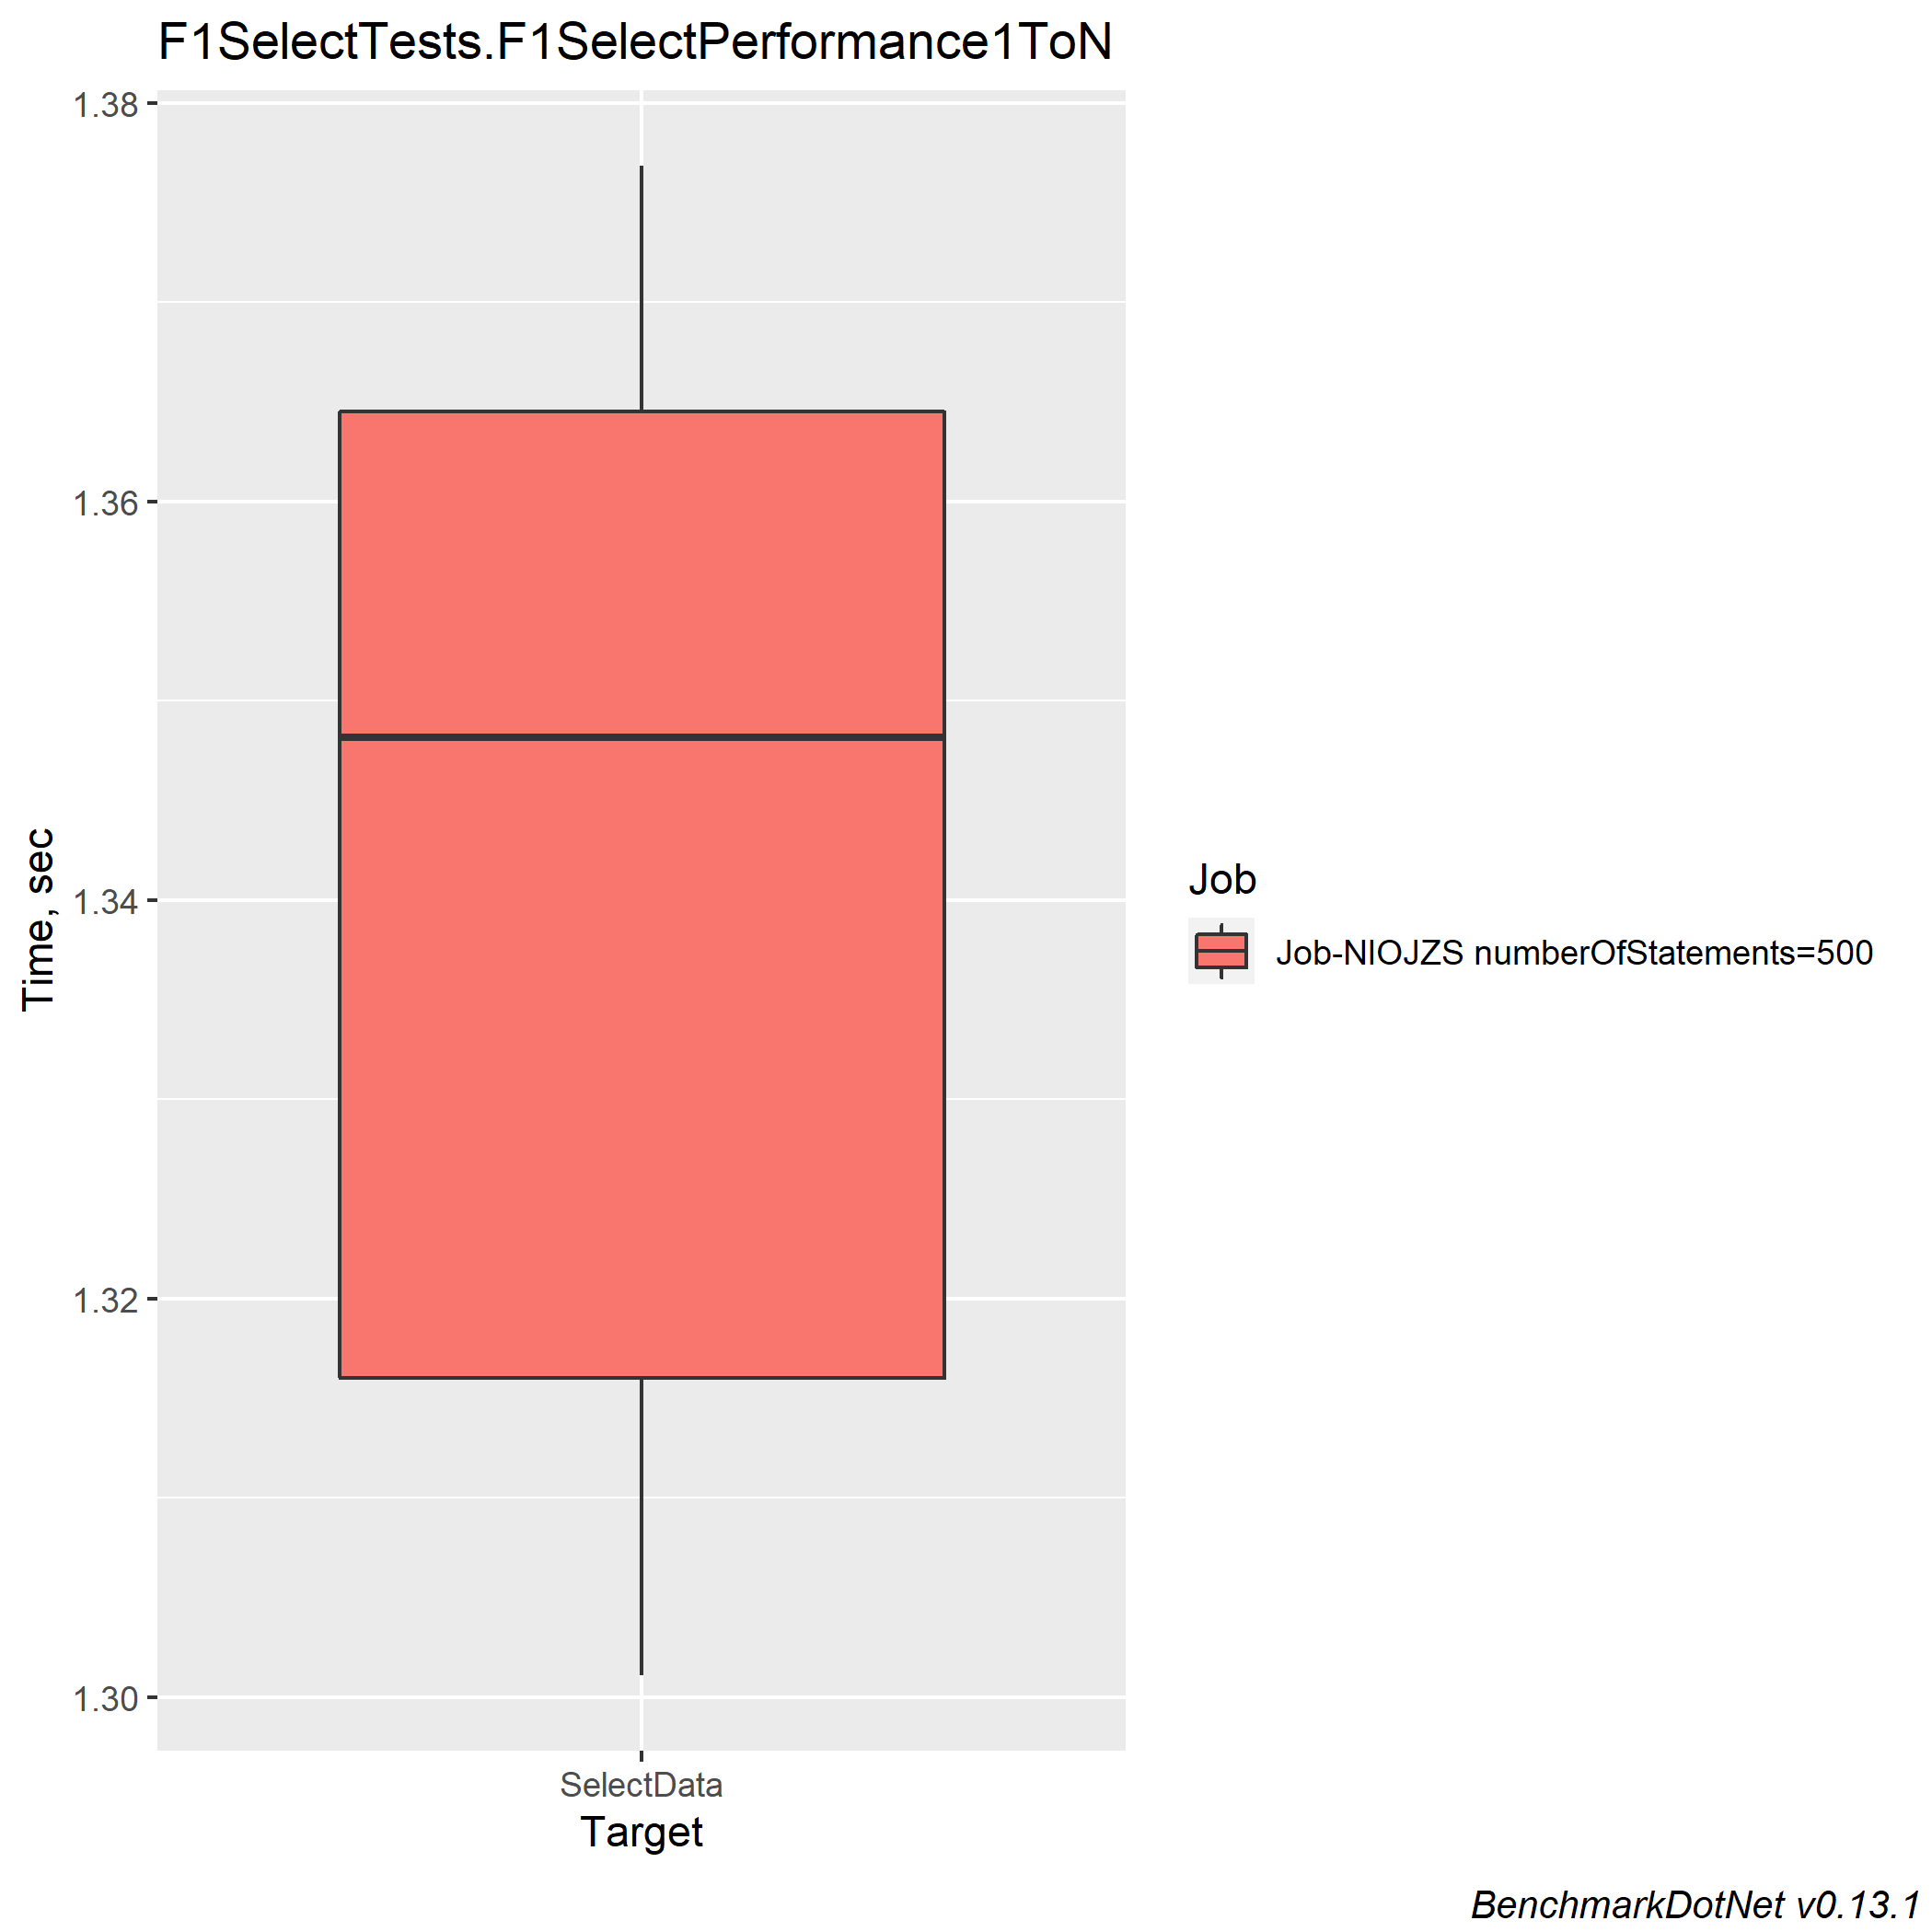 F1SelectTests.F1SelectPerformance1ToN
1.38
1.36
1.34
1.32
1.30
Time, sec
SelectData
Target
Job
Job-NIOJZS numberOfStatements=500
BenchmarkDotNet v0.13.1